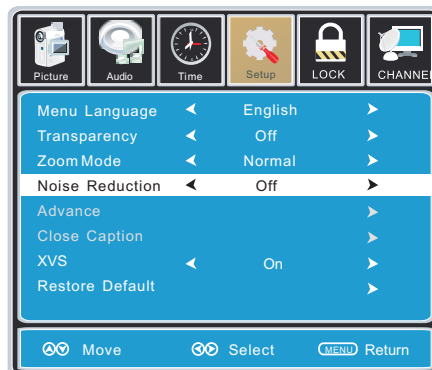 Picture Audio Time Setup LOCK CHANNEL
Menu Language English
Transparency Off
Zoom Mode Normal
Noise Reduction Off
Advance
Close Caption
XVS On
Restore Default
Move Select MENU Return